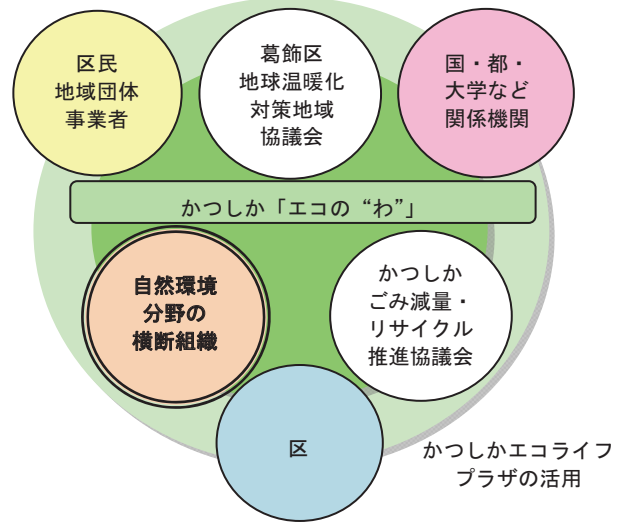 区民
地域団体
事業者
葛飾区
地球温暖化
対策地域
協議会
国・都・
大学など
関係機関
かつしか「エコの“わ”」
自然環境
分野の
横断組織
かつしか
ごみ減量・
リサイクル
推進協議会
区
かつしかエコライフ
プラザの活用